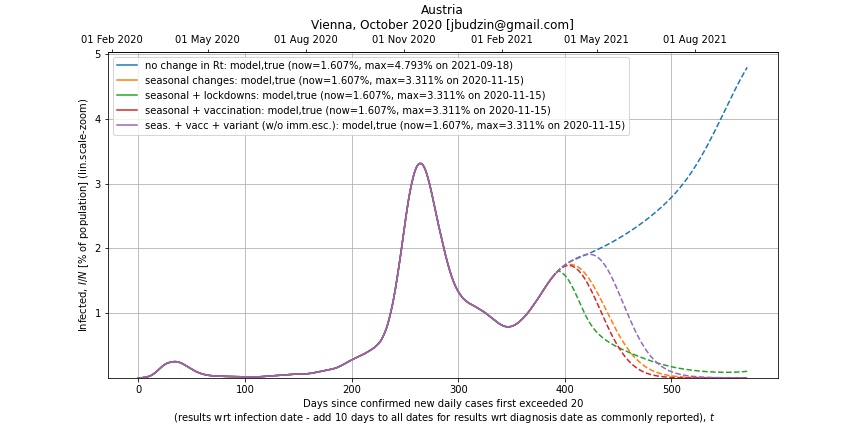 Austria
Vienna, October 2020 [jbudzin@gmail.com]
01 Feb 2020 01 May 2020 01 Aug 2020 01 Nov 2020 01 Feb 2021 01 May 2021 01 Aug 2021
no change in Rt: model,true (now=1.607%, max=4.793% on 2021-09-18)
seasonal changes: model,true (now=1.607%, max=3.311% on 2020-11-15)
seasonal + lockdowns: model,true (now=1.607%, max=3.311% on 2020-11-15)
seasonal + vaccination: model,true (now=1.607%, max=3.311% on 2020-11-15)
seas. + vacc + variant (w/o imm.esc.): model,true (now=1.607%, max=3.311% on 2020-11-15)
Infected, I/N [% of population] (lin.scale-zoom)
5
4
3
2
1
0 100 200 300 400 500
Days since confirmed new daily cases first exceeded 20
(results wrt infection date - add 10 days to all dates for results wrt diagnosis date as commonly reported), t